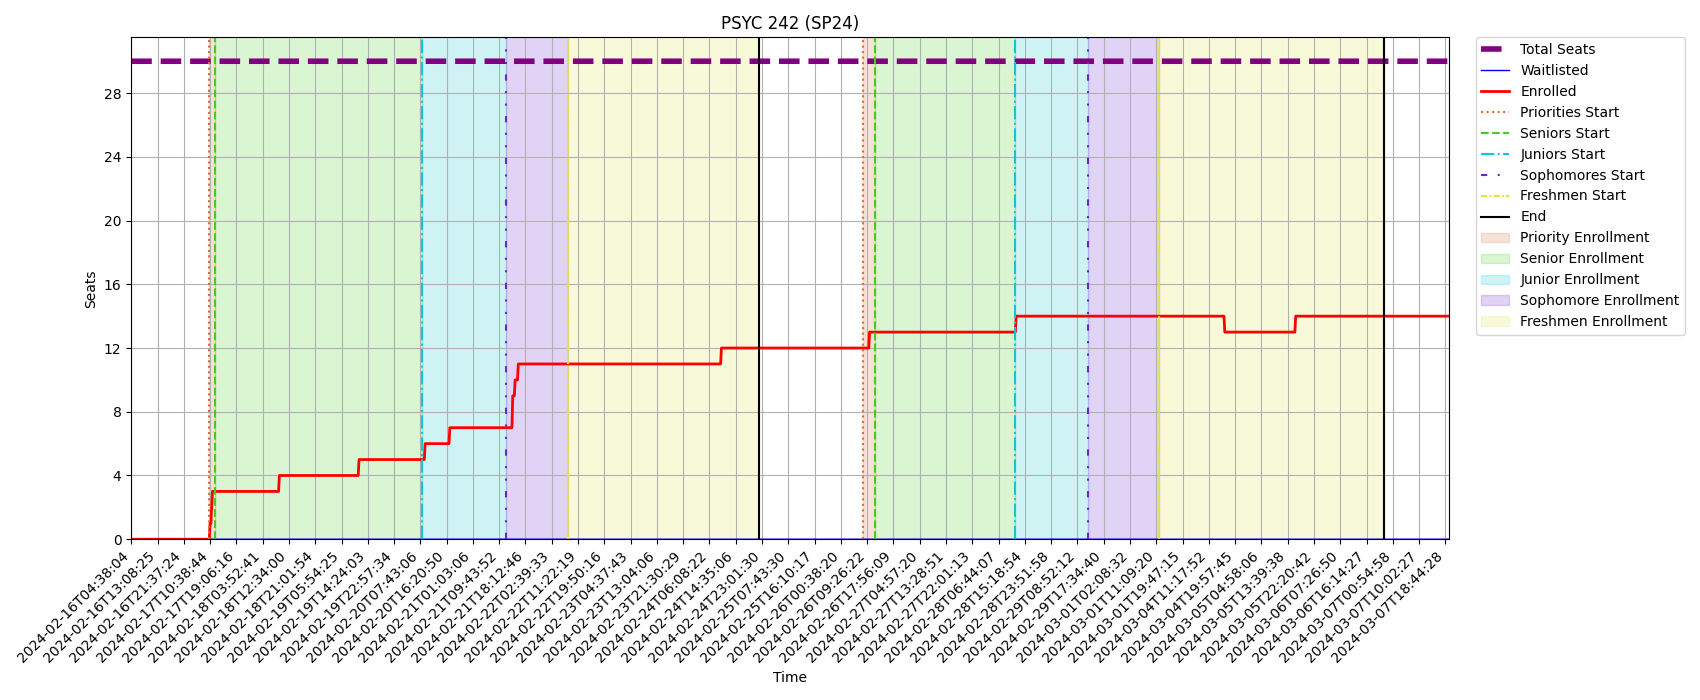 PSYC 242 (SP24)
Seats
28
24
20
16
12
8
4
0
2024-02-16T04:38:04
2024-02-16T13:08:25
2024-02-16T21:37:24
2024-02-17T10:38:44
2024-02-17T19:06:16
2024-02-18T03:52:41
2024-02-18T12:34:00
2024-02-18T21:01:54
2024-02-19T05:54:25
2024-02-19T14:24:03
2024-02-19T22:57:34
2024-02-20T07:43:06
2024-02-20T16:20:50
2024-02-21T01:03:06
2024-02-21T09:43:52
2024-02-21T18:12:46
2024-02-22T02:39:33
2024-02-22T11:22:19
2024-02-22T19:50:16
2024-02-23T04:37:43
2024-02-23T13:04:06
2024-02-23T21:30:29
2024-02-24T06:08:22
2024-02-24T14:35:06
2024-02-24T23:01:30
2024-02-25T07:43:30
2024-02-25T16:10:17
2024-02-26T00:38:20
2024-02-26T09:26:22
2024-02-26T17:56:09
2024-02-27T04:57:20
2024-02-27T13:28:51
2024-02-27T22:01:13
2024-02-28T06:44:07
2024-02-28T15:18:54
2024-02-28T23:51:58
2024-02-29T08:52:12
2024-02-29T17:34:40
2024-03-01T02:08:32
2024-03-01T11:09:20
2024-03-01T19:47:15
2024-03-04T11:17:52
2024-03-04T19:57:45
2024-03-05T04:58:06
2024-03-05T13:39:38
2024-03-05T22:20:42
2024-03-06T07:26:50
2024-03-06T16:14:27
2024-03-07T00:54:58
2024-03-07T10:02:27
2024-03-07T18:44:28
Time
Total Seats
Waitlisted
Enrolled
Priorities Start
Seniors Start
Juniors Start
Sophomores Start
Freshmen Start
End
Priority Enrollment
Senior Enrollment
Junior Enrollment
Sophomore Enrollment
Freshmen Enrollment